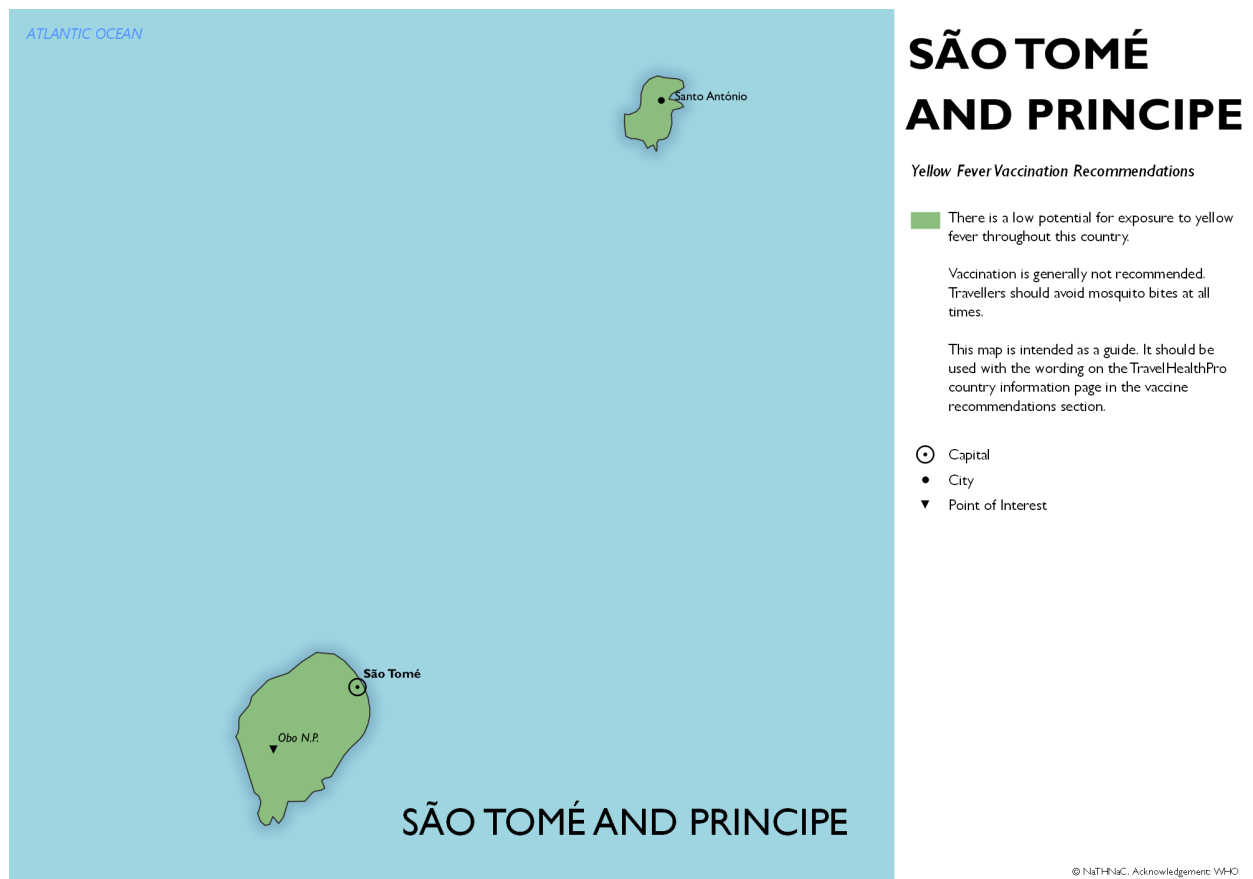 ATLANTIC OCEAN
Santo António
São Tomé
Obo N.P.
SÃO TOMÉ AND PRINCIPE
SÃO TOMÉ
AND PRINCIPE
Yellow Fever Vaccination Recommendations
There is a low potential for exposure to yellow
fever throughout this country.
Vaccination is generally not recommended.
Travellers should avoid mosquito bites at all
times.
This map is intended as a guide. It should be
used with the wording on the TravelHealthPro
country information page in the vaccine
recommendations section.
Capital
City
Point of Interest
© NaTHNaC. Acknowledgement: WHO